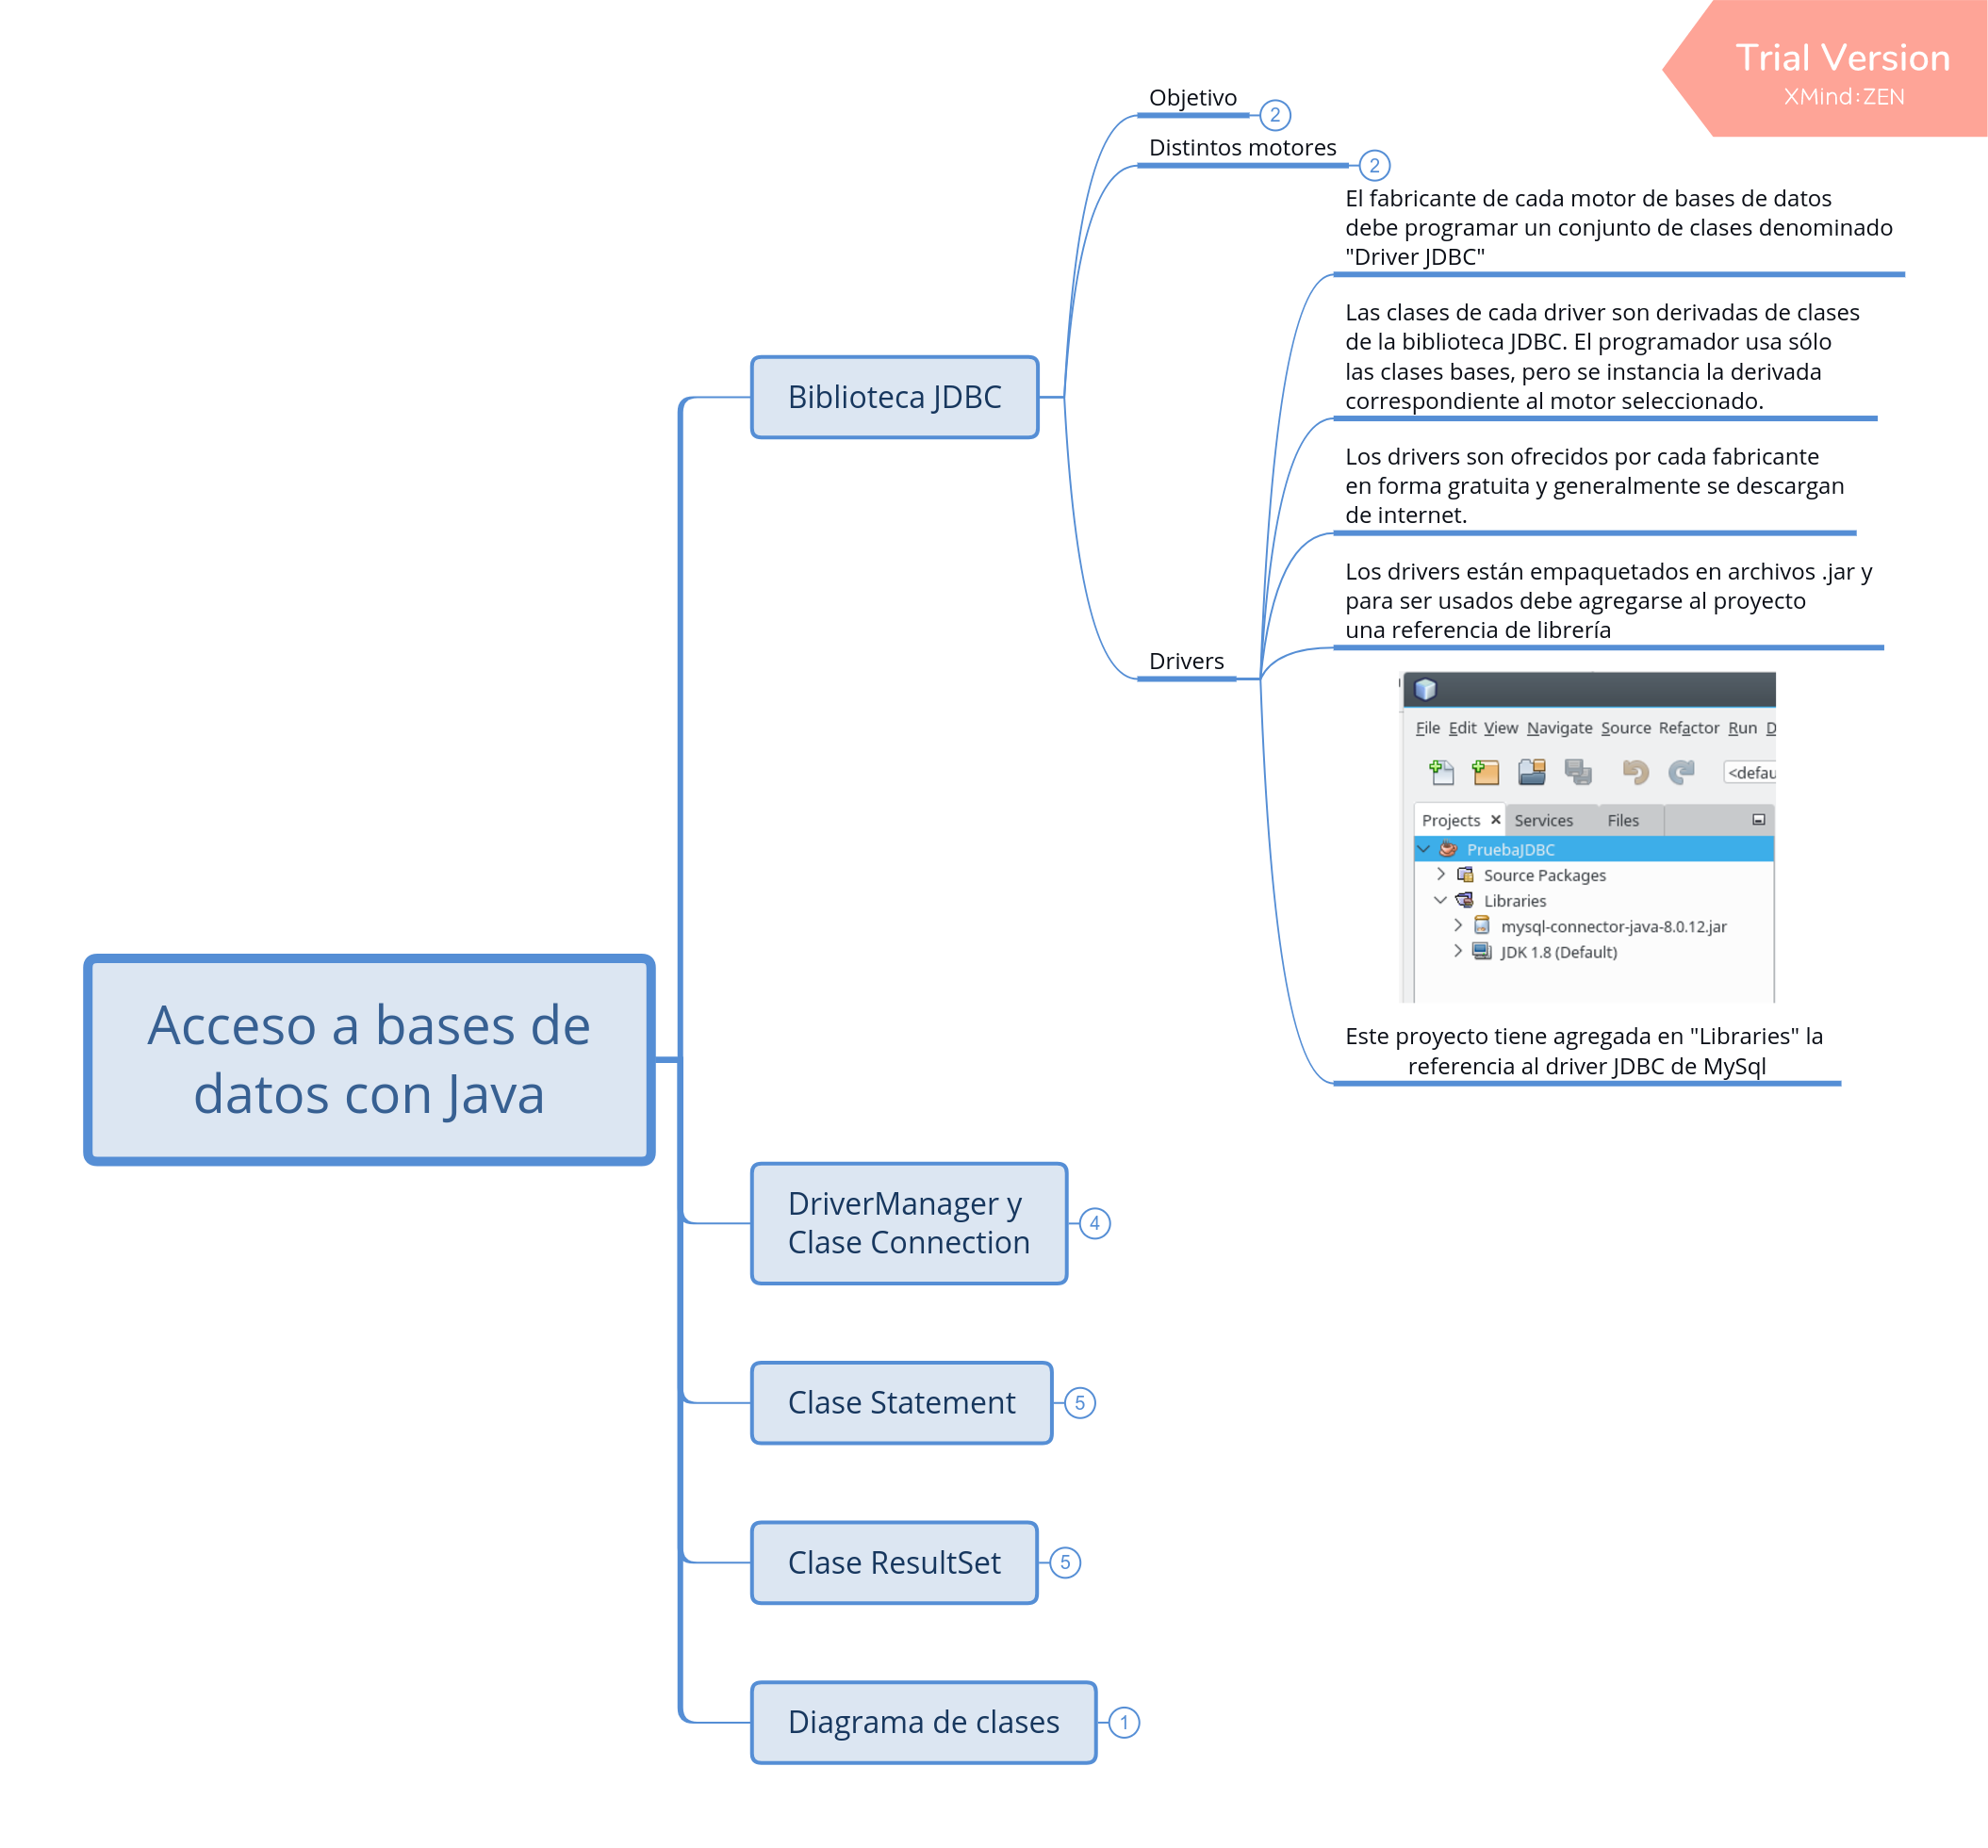 Trial Version
XMind:ZEN
Objetivo
2
Distintos motores
2
El fabricante de cada motor de bases de datos
debe programar un conjunto de clases denominado
"Driver JDBC"
Las clases de cada driver son derivadas de clases
de la biblioteca JDBC. El programador usa sólo
las clases bases, pero se instancia la derivada
correspondiente al motor seleccionado.
Biblioteca JDBC
Los drivers son ofrecidos por cada fabricante
en forma gratuita y generalmente se descargan
de internet.
Los drivers están empaquetados en archivos .jar y
para ser usados debe agregarse al proyecto
una referencia de librería
Drivers
File Edit View Navigate Source Refactor Run D
<defau
Projects Services Files
PruebaJDBC
Source Packages
Libraries
mysql-connector-java-8.0.12.jar
JDK 1.8 (Default)
Este proyecto tiene agregada en "Libraries" la
referencia al driver JDBC de MySql
Acceso a bases de
datos con Java
DriverManager y
Clase Connection
4
Clase Statement
5
Clase ResultSet
5
Diagrama de clases
1